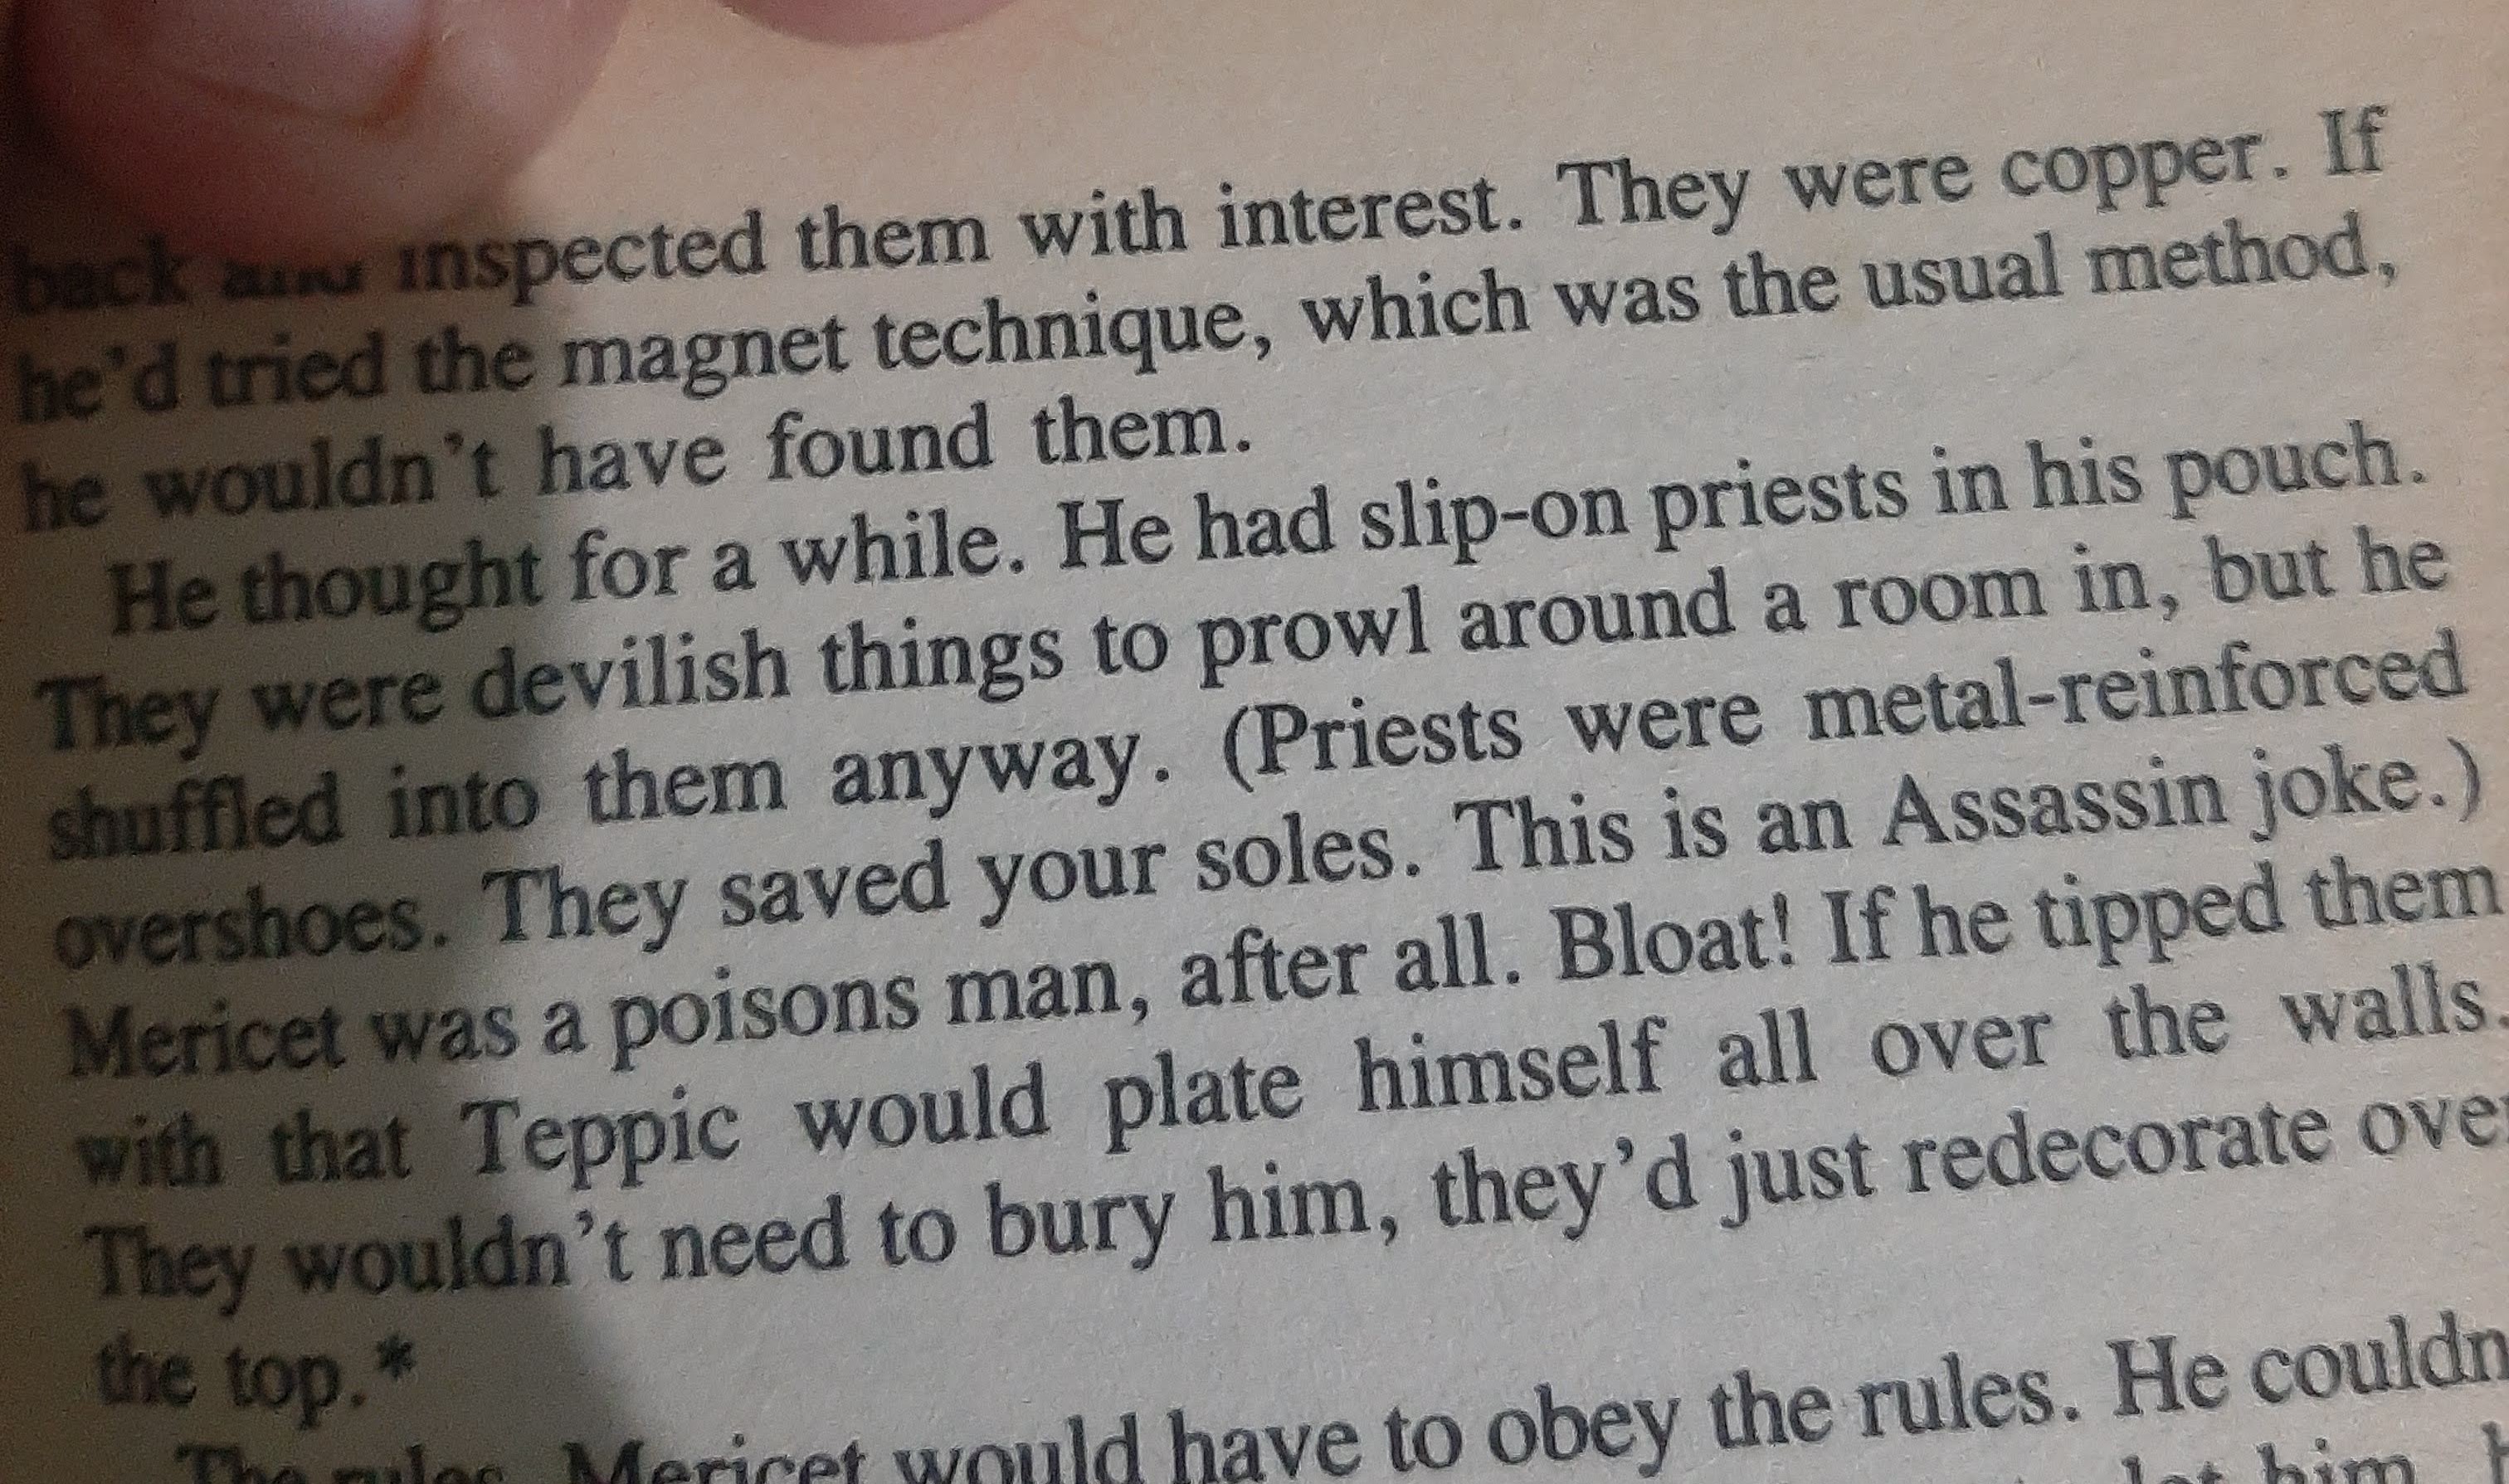 back and inspected them with interest. They were copper. If
he'd tried the magnet technique, which was the usual method,
he wouldn't have found them.
He thought for a while. He had slip-on priests in his pouch.
They were devilish things to prowl around a room in, but he
shuffled into them anyway. (Priests were metal-reinforced
overshoes. They saved your soles. This is an Assassin joke.)
Mericet was a poisons man, after all. Bloat! If he tipped them
with that Teppic would plate himself all over the walls.
They wouldn't need to bury him, they'd just redecorate over
the top.*
The rules. Mericet would have to obey the rules. He couldn
let him